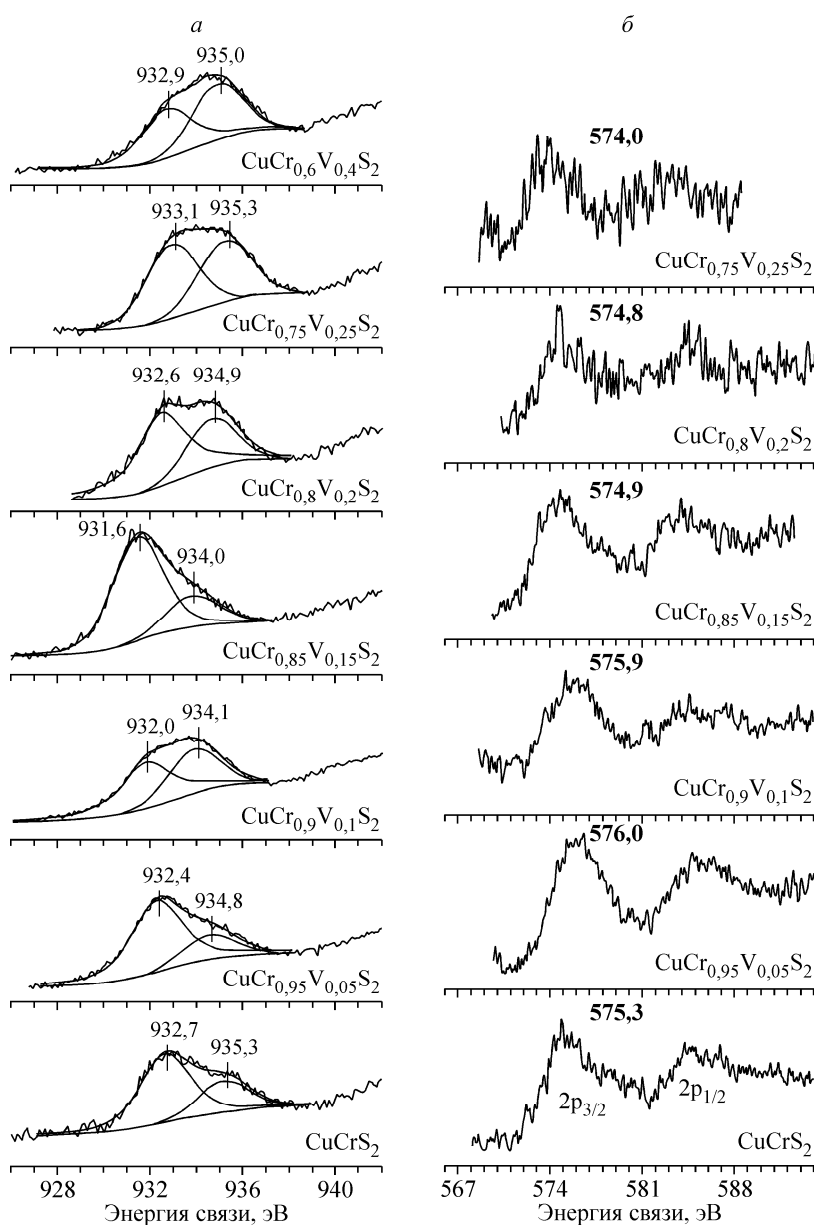 а
932,9 935,0
CuCr0,6V0,4S2
933,1 935,3
CuCr0,75V0,25S2
932,6 934,9
CuCr0,8V0,2S2
931,6 934,0
CuCr0,85V0,15S2
932,0 934,1
CuCr0,9V0,1S2
932,4 934,8
CuCr0,95V0,05S2
932,7 935,3
CuCrS2
928 932 936 940
Энергия связи, эВ
б
574,0
CuCr0,75V0,25S2
574,8
CuCr0,8V0,2S2
574,9
CuCr0,85V0,15S2
575,9
CuCr0,9V0,1S2
576,0
CuCr0,95V0,05S2
575,3
2p3/2 2p1/2
CuCrS2
567 574 581 588
Энергия связи, эВ